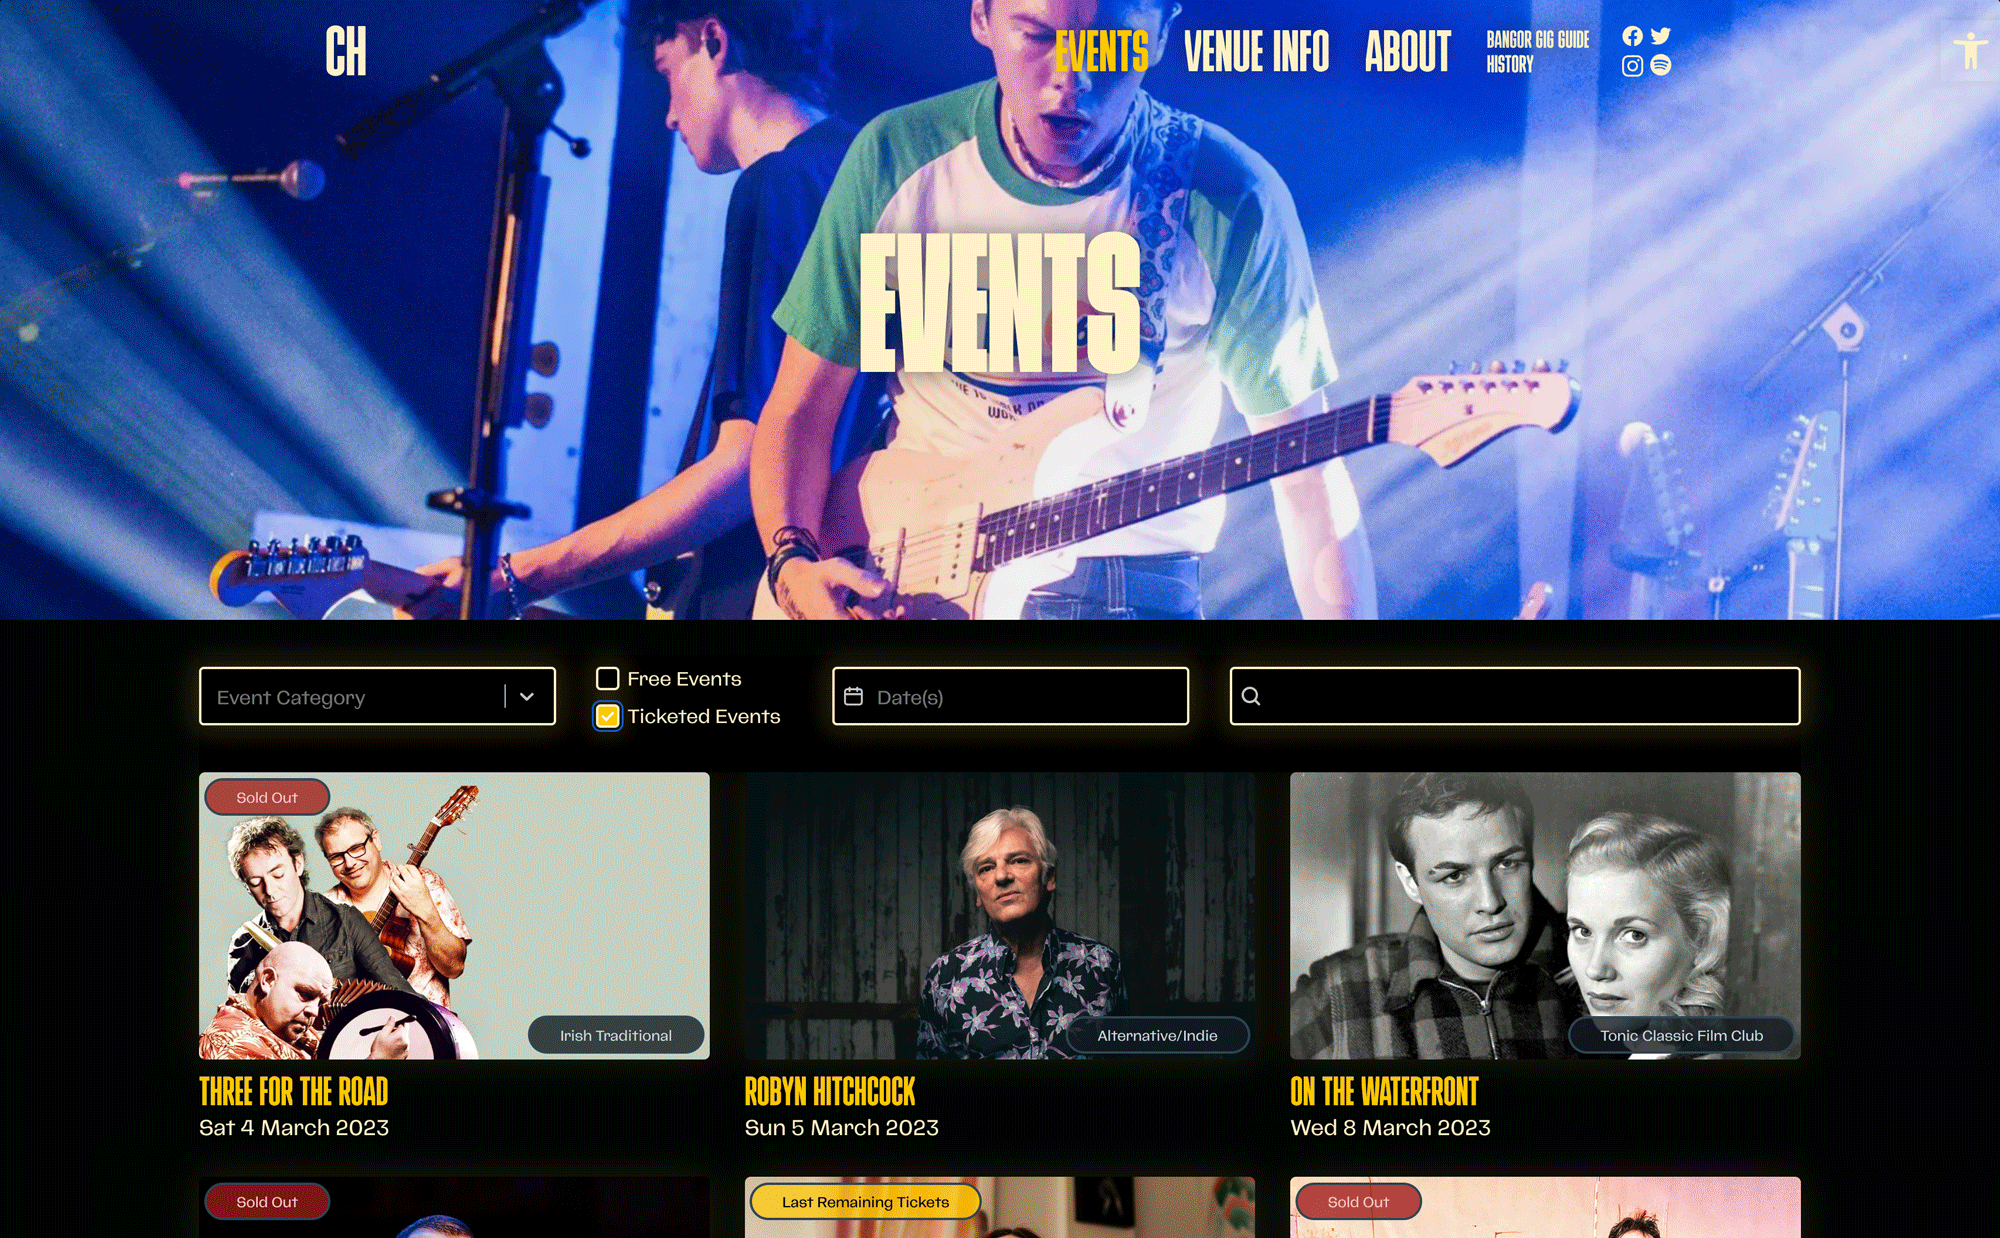 CH
EVENTS
VENUE INFO
ABOUT
BANGOR GIG GUIDE
HISTORY
EVENTS
Event Category
Free Events
Ticketed Events
Date(s)
Sold Out
Irish Traditional
Alternative/Indie
Tonic Classic Film Club
THREE FOR THE ROAD
Sat 4 March 2023
ROBYN HITCHCOCK
Sun 5 March 2023
ON THE WATERFRONT
Wed 8 March 2023
Sold Out
Last Remaining Tickets
Sold Out